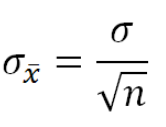 σ_x̄ = σ / √n